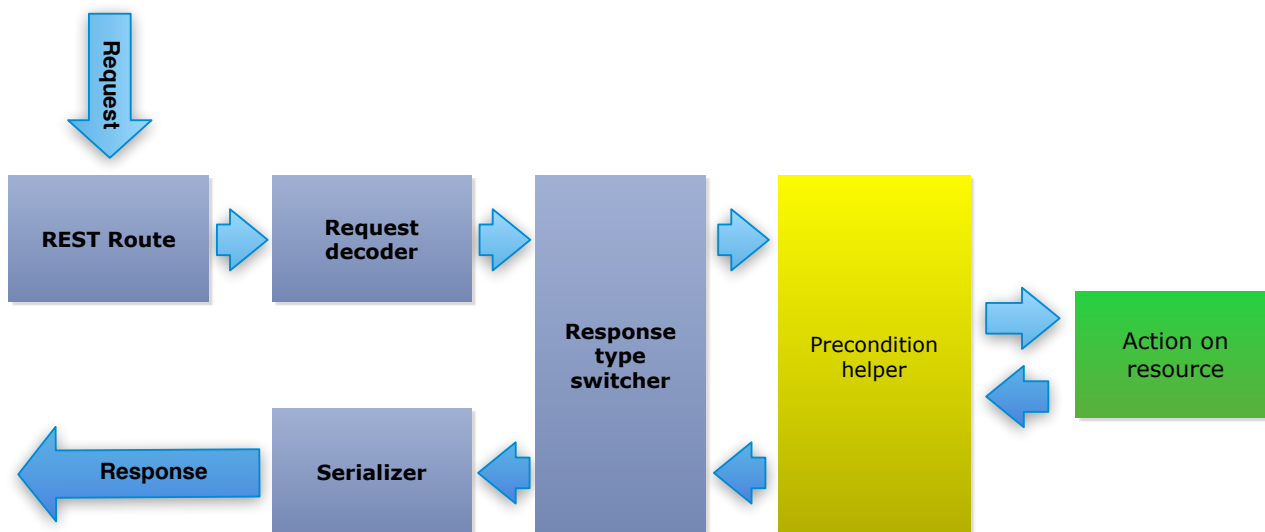 Request
REST Route
Request
decoder
Response
type
switcher
Precondition
helper
Action on
resource
Response
Serializer